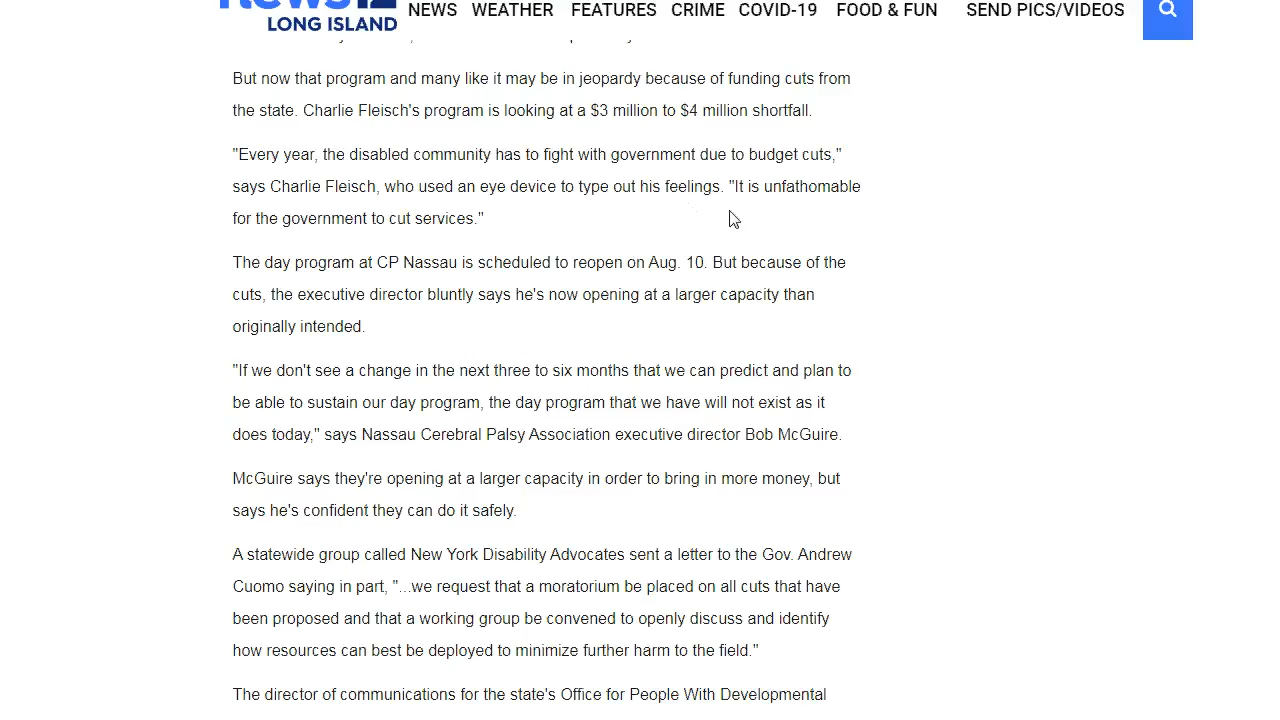 news12
LONG ISLAND
NEWS WEATHER FEATURES CRIME COVID-19 FOOD & FUN SEND PICS/VIDEOS
But now that program and many like it may be in jeopardy because of funding cuts from
the state. Charlie Fleisch's program is looking at a $3 million to $4 million shortfall.
"Every year, the disabled community has to fight with government due to budget cuts,"
says Charlie Fleisch, who used an eye device to type out his feelings. "It is unfathomable
for the government to cut services."
The day program at CP Nassau is scheduled to reopen on Aug. 10. But because of the
cuts, the executive director bluntly says he's now opening at a larger capacity than
originally intended.
"If we don't see a change in the next three to six months that we can predict and plan to
be able to sustain our day program, the day program that we have will not exist as it
does today," says Nassau Cerebral Palsy Association executive director Bob McGuire.
McGuire says they're opening at a larger capacity in order to bring in more money, but
says he's confident they can do it safely.
A statewide group called New York Disability Advocates sent a letter to the Gov. Andrew
Cuomo saying in part, "...we request that a moratorium be placed on all cuts that have
been proposed and that a working group be convened to openly discuss and identify
how resources can best be deployed to minimize further harm to the field."
The director of communications for the state's Office for People With Developmental